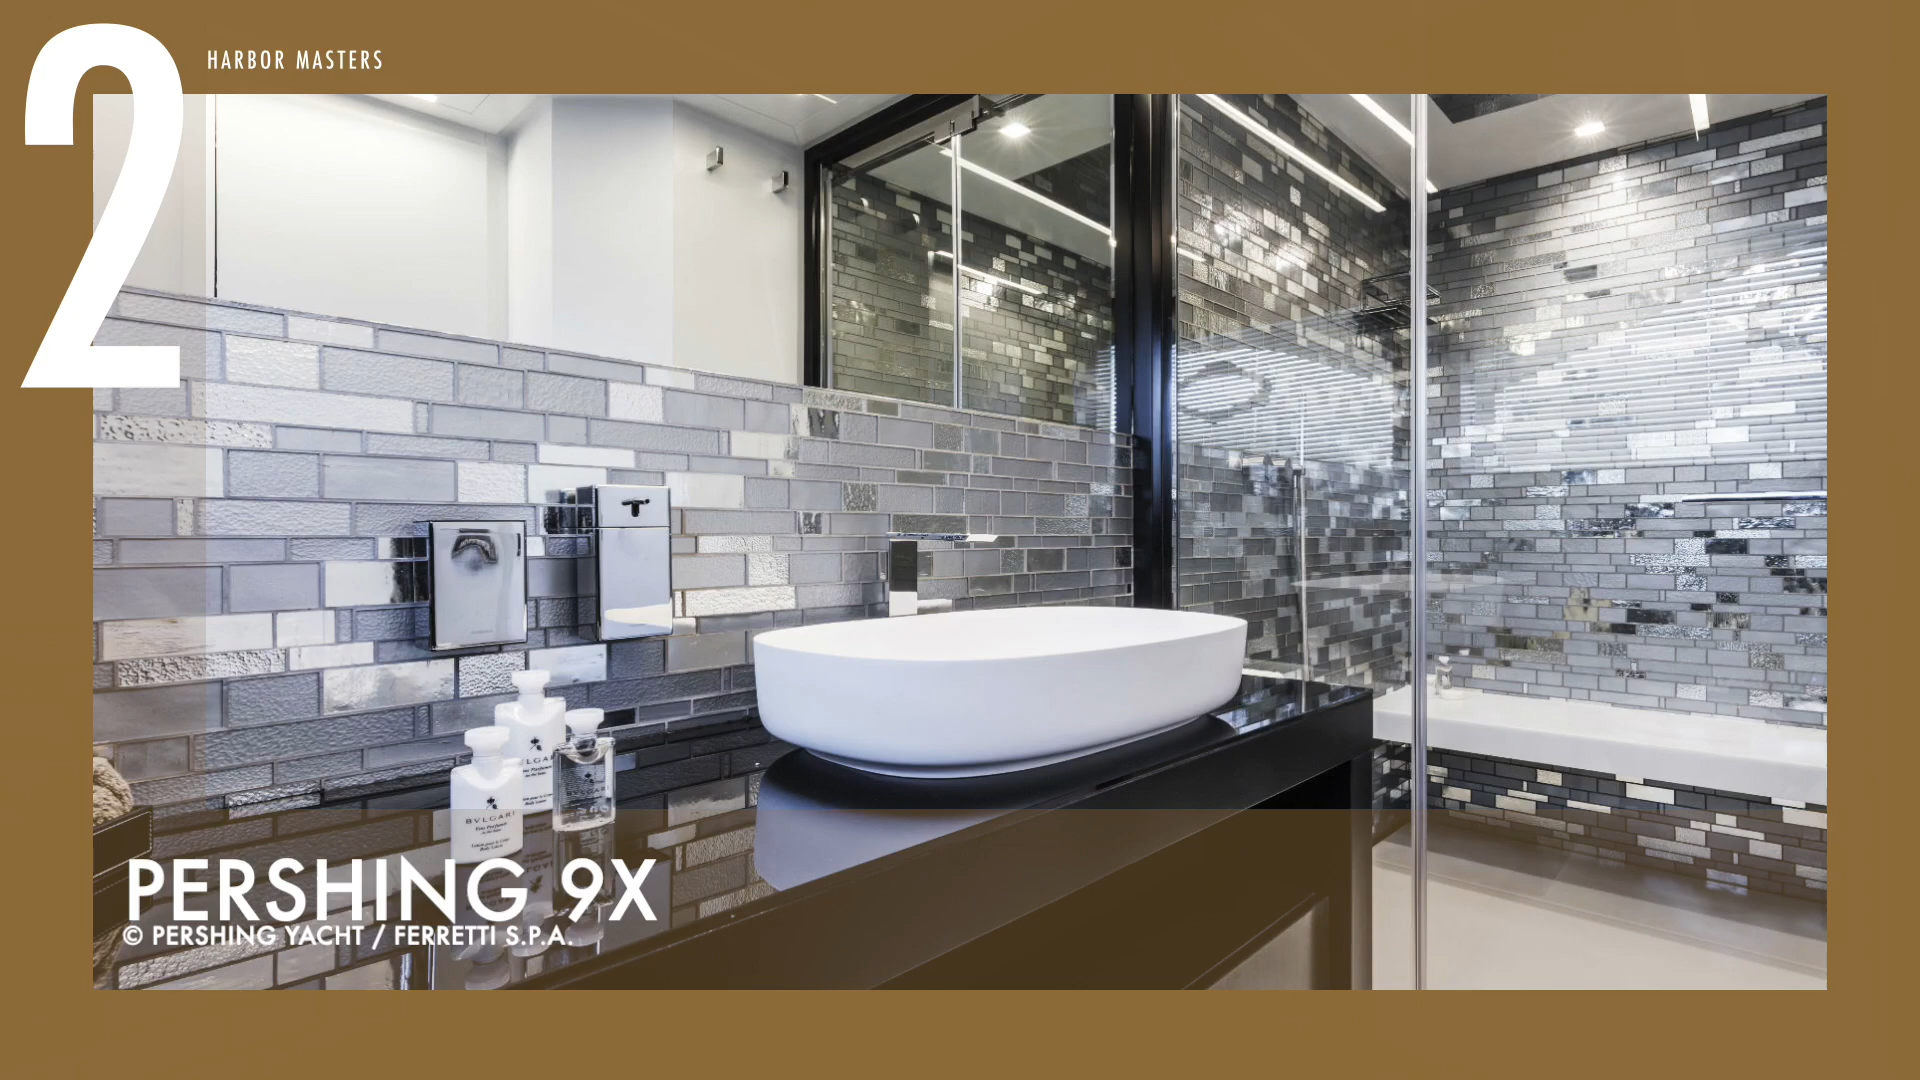 2
HARBOR MASTERS
BVLGARI
PERSHING 9X
© PERSHING YACHT / FERRETTI S.P.A.